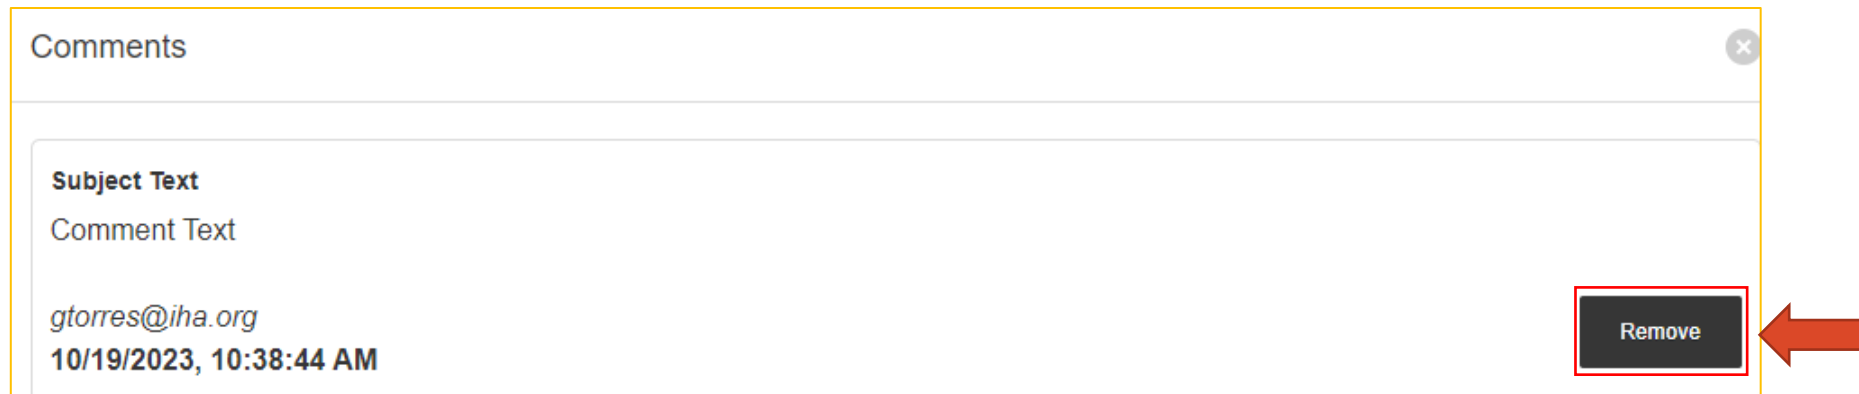 Comments
Subject Text
Comment Text
gtorres@iha.org
10/19/2023, 10:38:44 AM
Remove